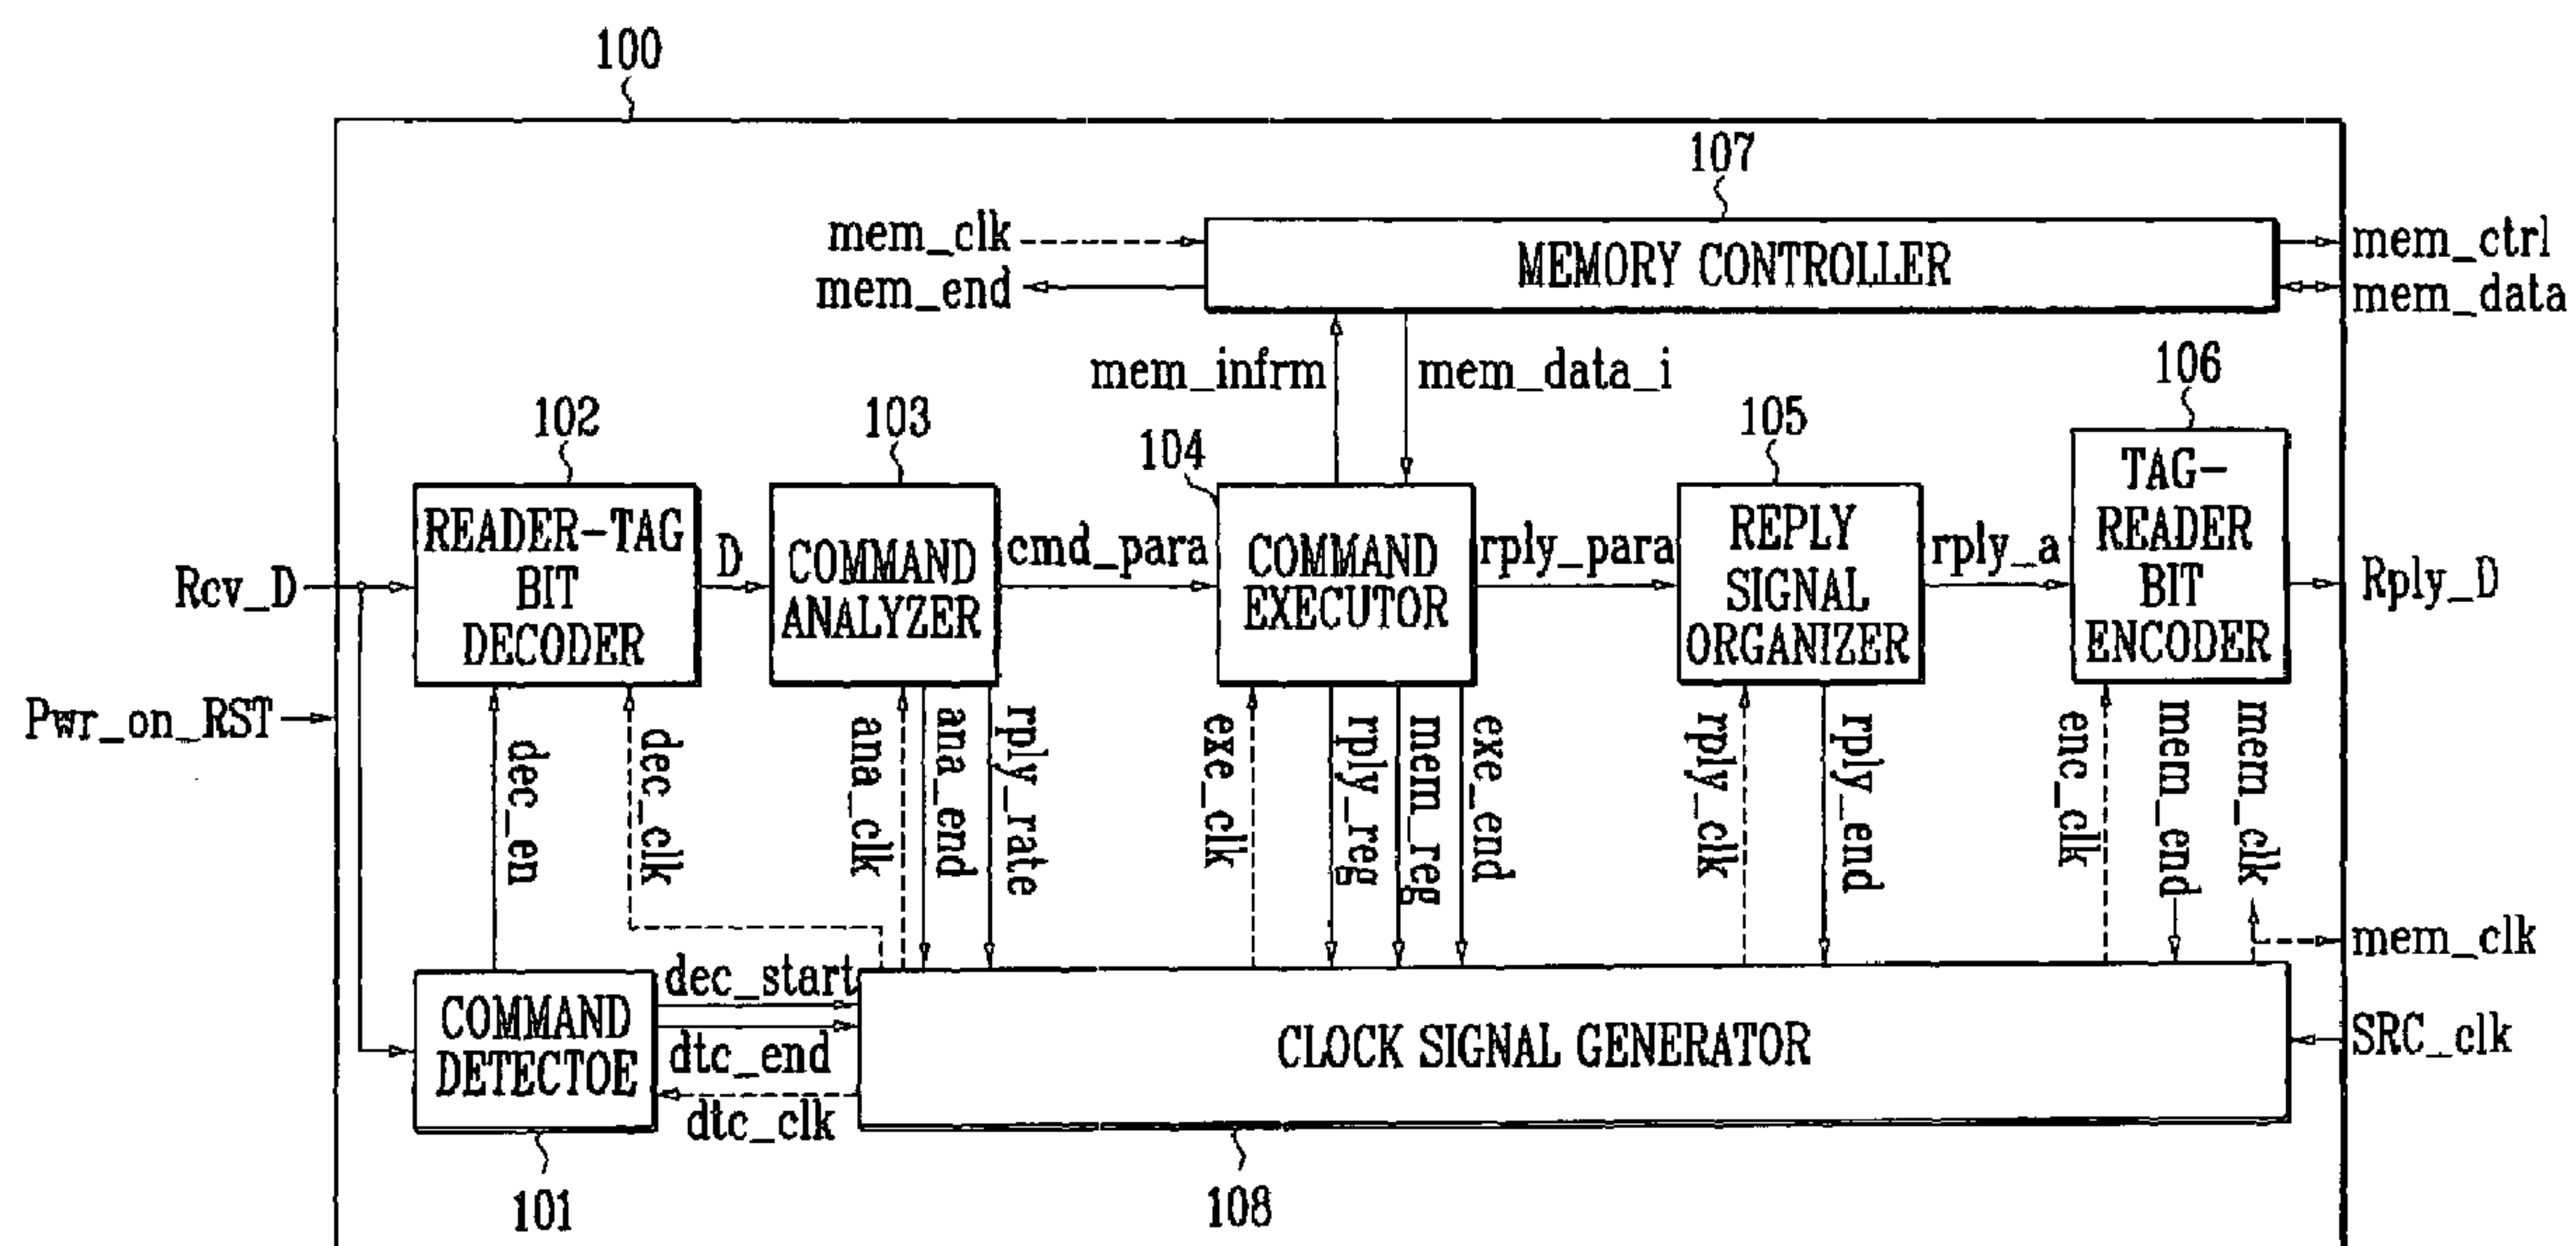 100
107
mem_clk
mem_end
MEMORY CONTROLLER
mem_ctrl
mem_data
mem_infrm
mem_data_i
102
103
104
105
106
Rcv_D
READER-TAG
BIT
DECODER
D
COMMAND
ANALYZER
cmd_para
COMMAND
EXECUTOR
rply_para
REPLY
SIGNAL
ORGANIZER
rply_a
TAG-
READER
BIT
ENCODER
Rply_D
Pwr_on_RST
dec_en
dec_clk
ana_clk
ana_end
rply_rate
exe_clk
rply_reg
mem_reg
exe_end
rply_clk
rply_end
enc_clk
mem_end
mem_clk
mem_clk
COMMAND
DETECTOE
dec_start
dtc_end
dtc_clk
CLOCK SIGNAL GENERATOR
SRC_clk
101
108